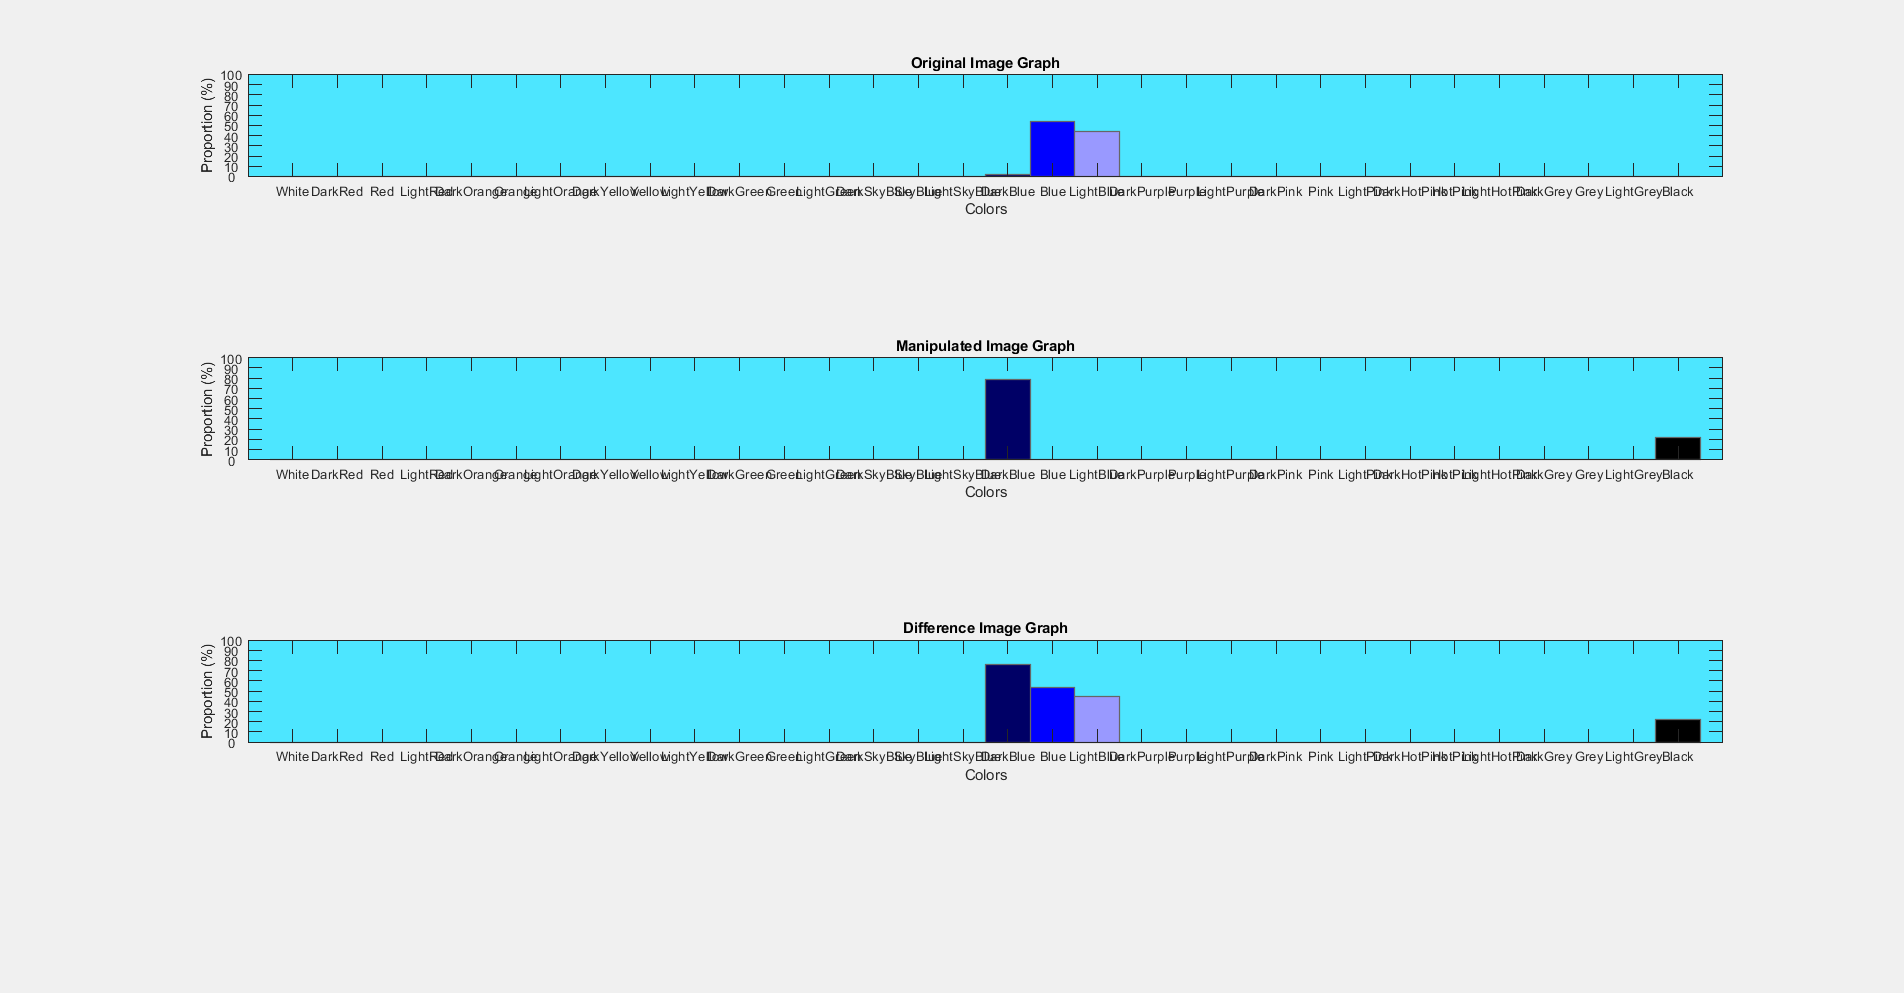 Original Image Graph
Proportion (%)
100
90
80
70
60
50
40
30
20
10
0
White DarkRed Red LightRed DarkOrange Orange LightOrange DarkYellow Yellow LightYellow DarkGreen Green LightGreen DarkSkyBlue SkyBlue LightSkyBlue DarkBlue Blue LightBlue DarkPurple Purple LightPurple DarkPink Pink LightPink DarkHotPink HotPink LightHotPink DarkGrey Grey LightGrey Black
Colors
Manipulated Image Graph
Proportion (%)
100
90
80
70
60
50
40
30
20
10
0
White DarkRed Red LightRed DarkOrange Orange LightOrange DarkYellow Yellow LightYellow DarkGreen Green LightGreen DarkSkyBlue SkyBlue LightSkyBlue DarkBlue Blue LightBlue DarkPurple Purple LightPurple DarkPink Pink LightPink DarkHotPink HotPink LightHotPink DarkGrey Grey LightGrey Black
Colors
Difference Image Graph
Proportion (%)
100
90
80
70
60
50
40
30
20
10
0
White DarkRed Red LightRed DarkOrange Orange LightOrange DarkYellow Yellow LightYellow DarkGreen Green LightGreen DarkSkyBlue SkyBlue LightSkyBlue DarkBlue Blue LightBlue DarkPurple Purple LightPurple DarkPink Pink LightPink DarkHotPink HotPink LightHotPink DarkGrey Grey LightGrey Black
Colors